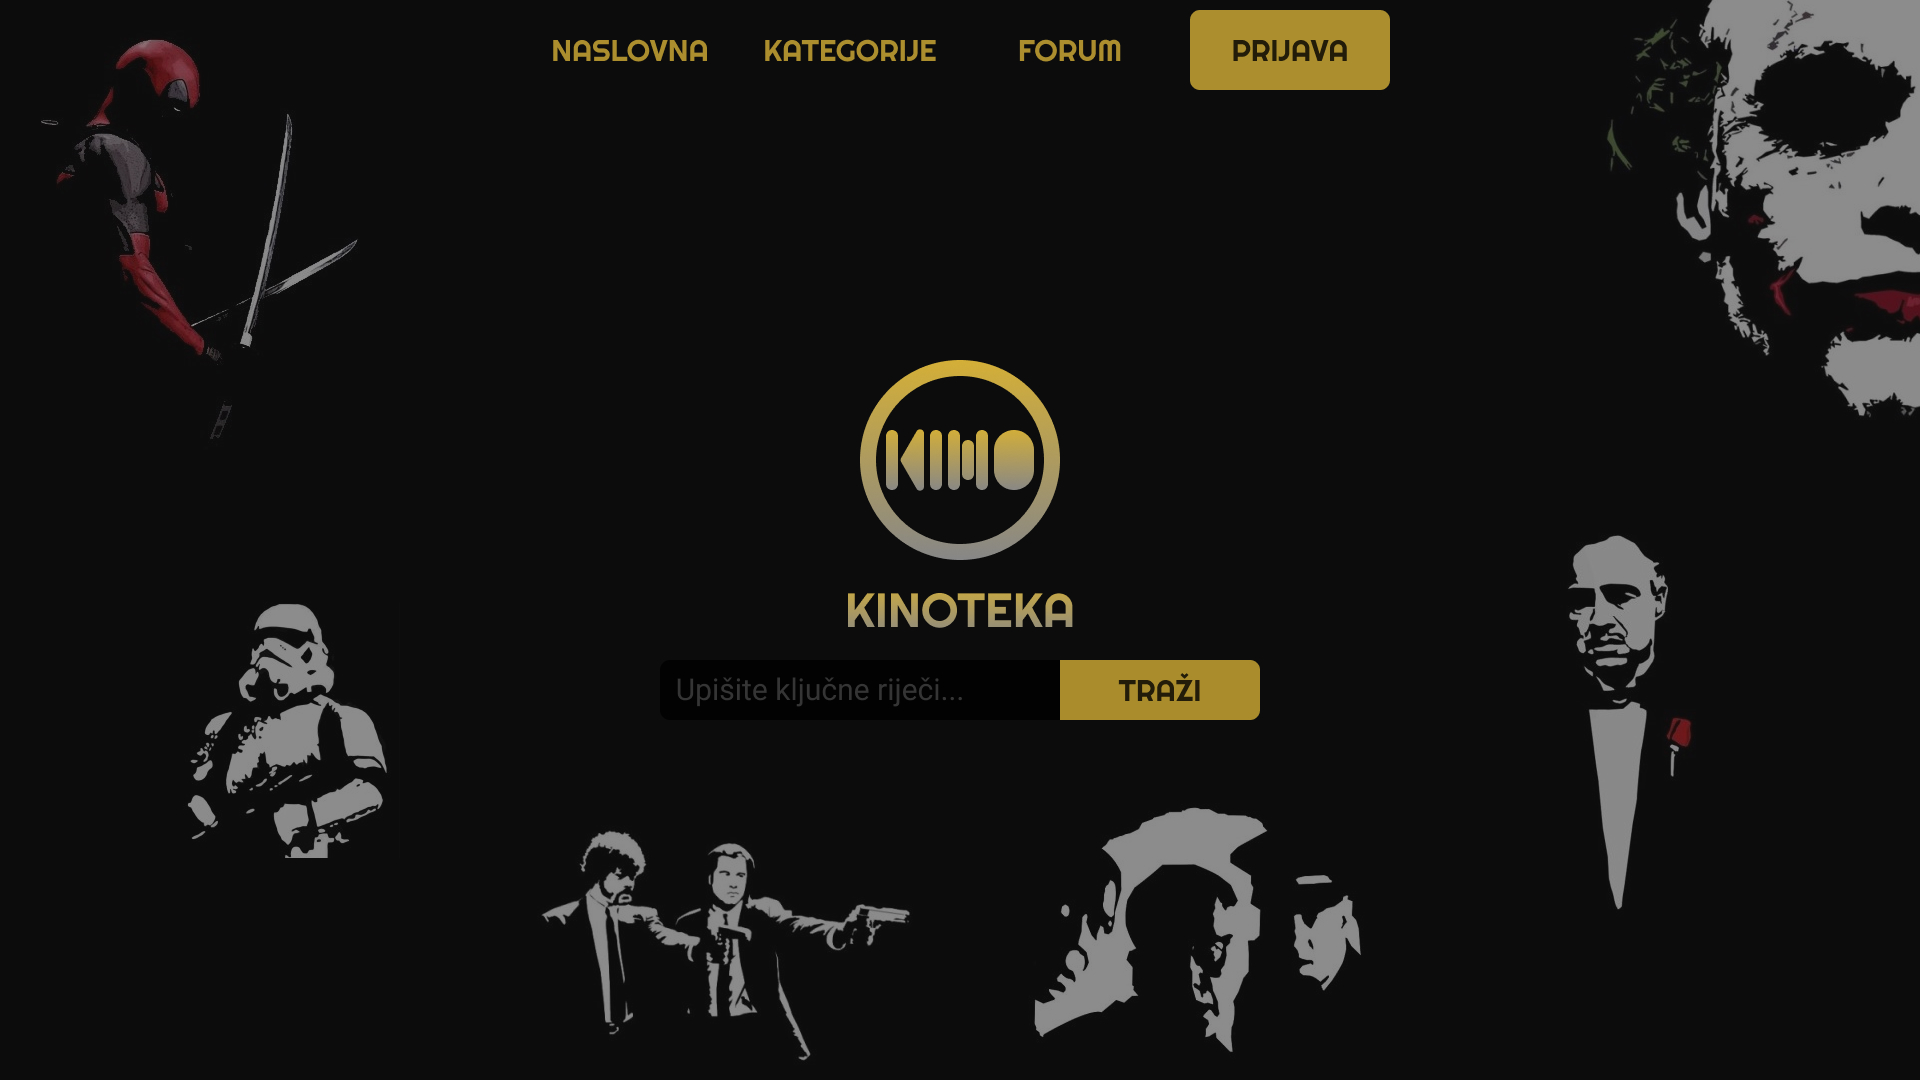 NASLOVNA KATEGORIJE FORUM PRIJAVA
KINO
KINOTEKA
Upišite ključne riječi... TRAŽI